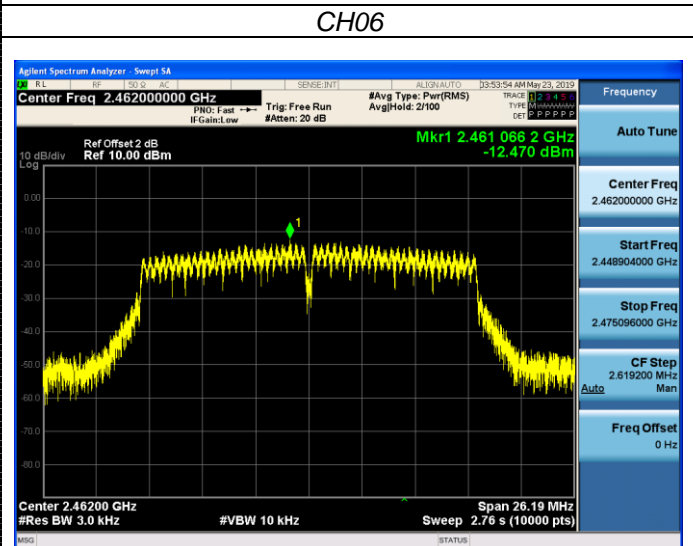 CH06
Agilent Spectrum Analyzer - Swept SA
RL RF 50 Ω AC SENSE:INT ALIGN AUTO 03:53:54 AM May 23, 2019
Center Freq 2.462000000 GHz
PNO: Fast
IFGain:Low
Trig: Free Run
#Atten: 20 dB
#Avg Type: Pwr(RMS)
Avg|Hold: 2/100
TRACE 1 2 3 4 5 6
TYPE M
DET P P P P P P
Frequency
Ref Offset 2 dB
10 dB/div Ref 10.00 dBm
Log
Mkr1 2.461 066 2 GHz
-12.470 dBm
0.00
-10.0
-20.0
-30.0
-40.0
-50.0
-60.0
-70.0
-80.0
1
Auto Tune
Center Freq
2.462000000 GHz
Start Freq
2.448904000 GHz
Stop Freq
2.475096000 GHz
CF Step
2.619200 MHz
Auto Man
Freq Offset
0 Hz
Center 2.46200 GHz Span 26.19 MHz
#Res BW 3.0 kHz #VBW 10 kHz Sweep 2.76 s (10000 pts)
MSG STATUS